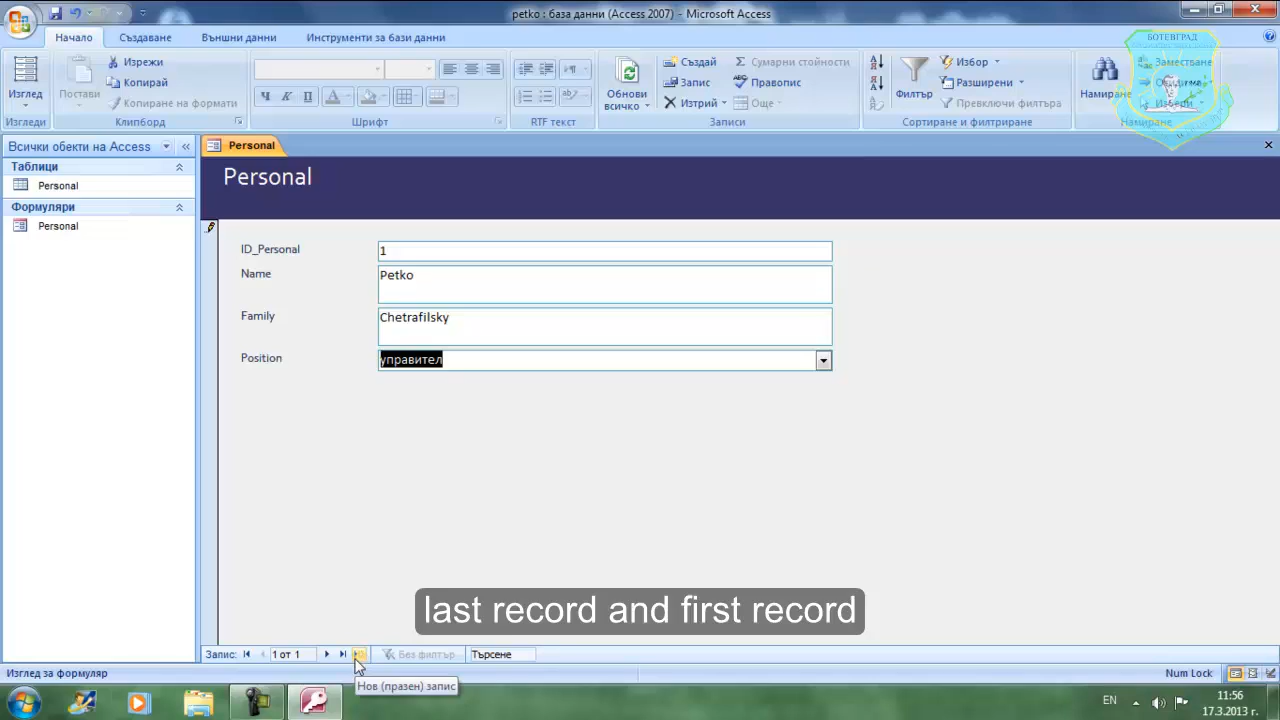 petko : база данни (Access 2007) - Microsoft Access
Начало
Създаване
Външни данни
Инструменти за бази данни
Изглед
Изгледи
Постави
Изрежи
Копирай
Копиране на формати
Клипборд
Ч К П
Шрифт
RTF текст
Обнови всичко
Създай
Запис
Изтрий
Сумарни стойности
Правопис
Още
Записи
Филтър
Избор
Разширени
Превключи филтъра
Сортиране и филтриране
Намиране
Заместване
Избери
Намиране
БОТЕВГРАД
Всички обекти на Access
Таблици
Personal
Формуляри
Personal
Personal
Personal
ID_Personal 1
Name Petko
Family Chetrafilsky
Position управител
last record and first record
Запис: 1 от 1 Без филтър Търсене
Нов (празен) запис
Изглед за формуляр
Num Lock
EN
11:56
17.3.2013 г.